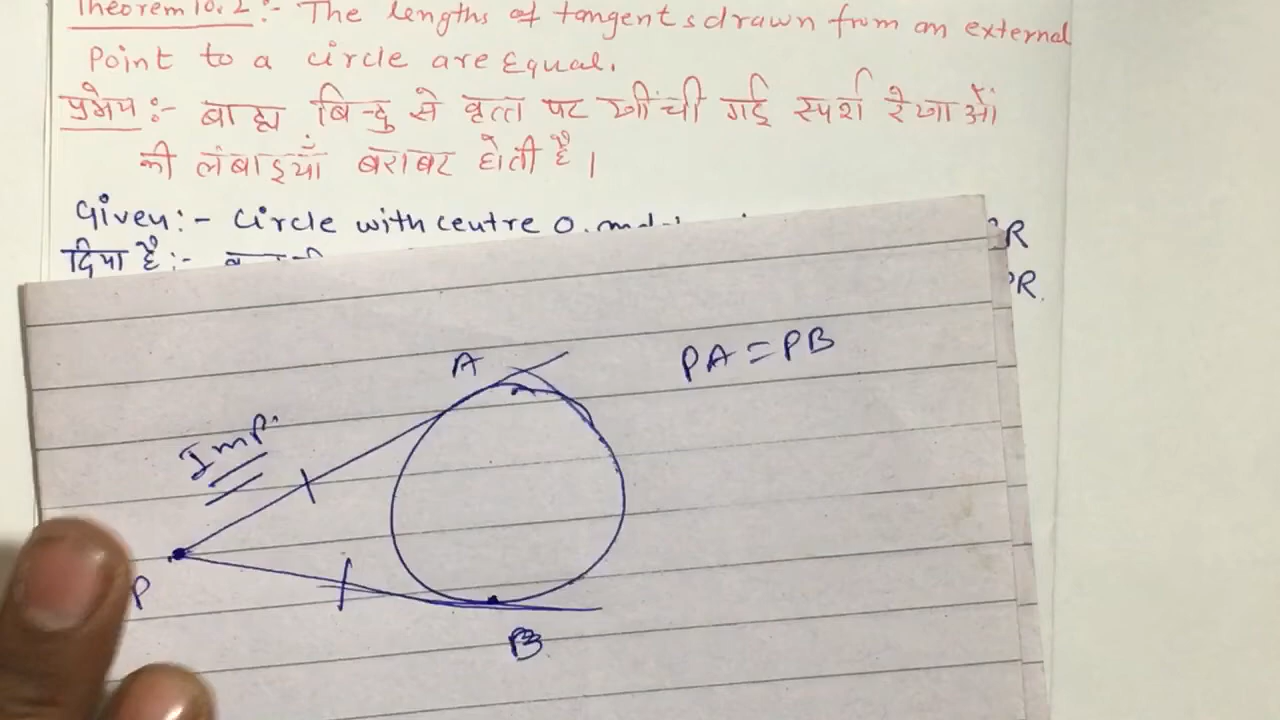 Theorem 10.2 :- The lengths of tangents drawn from an external
Point to a circle are Equal.
प्रमेय :- बाह्य बिन्दु से वृत्त पर खींची गई स्पर्श रेखाओं
की लंबाइयाँ बराबर होती है ।
Given :- Circle with centre O. R
दिया है :- PR.
A
PA = PB
Imp.
P
B